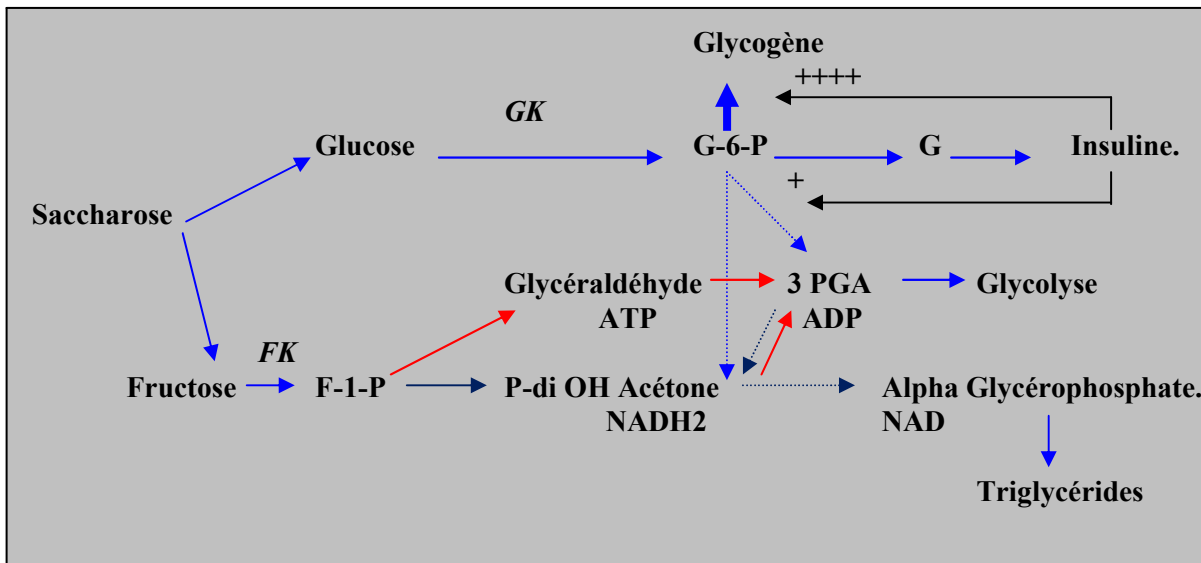 Glycogène
++++
GK
Glucose
G-6-P
G
Insuline.
+
Saccharose
Glycéraldéhyde
ATP
3 PGA
ADP
Glycolyse
FK
Fructose
F-1-P
P-di OH Acétone
NADH2
Alpha Glycérophosphate.
NAD
Triglycérides